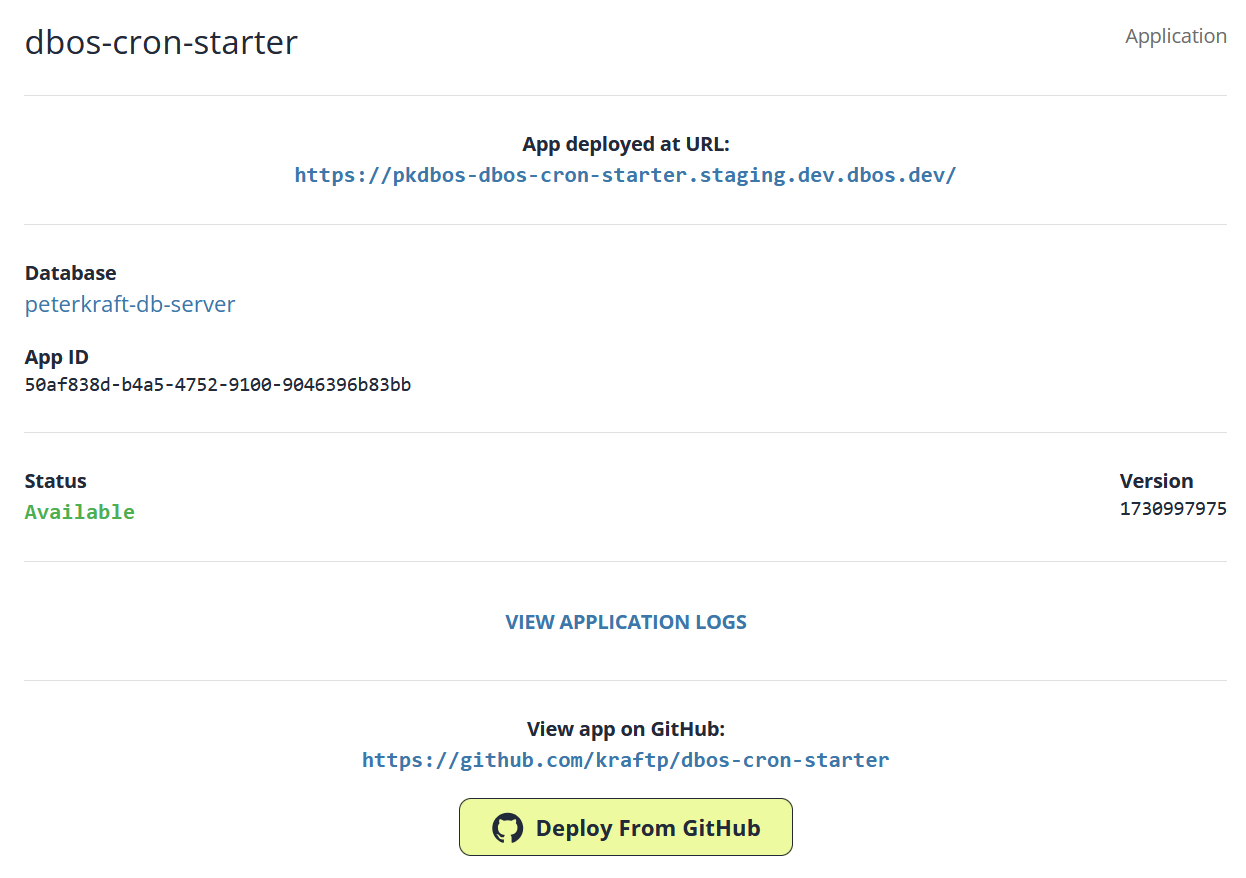 dbos-cron-starter
Application
App deployed at URL:
https://pkdbos-dbos-cron-starter.staging.dev.dbos.dev/
Database
peterkraft-db-server
App ID
50af838d-b4a5-4752-9100-9046396b83bb
Status
Available
Version
1730997975
VIEW APPLICATION LOGS
View app on GitHub:
https://github.com/kraftp/dbos-cron-starter
Deploy From GitHub